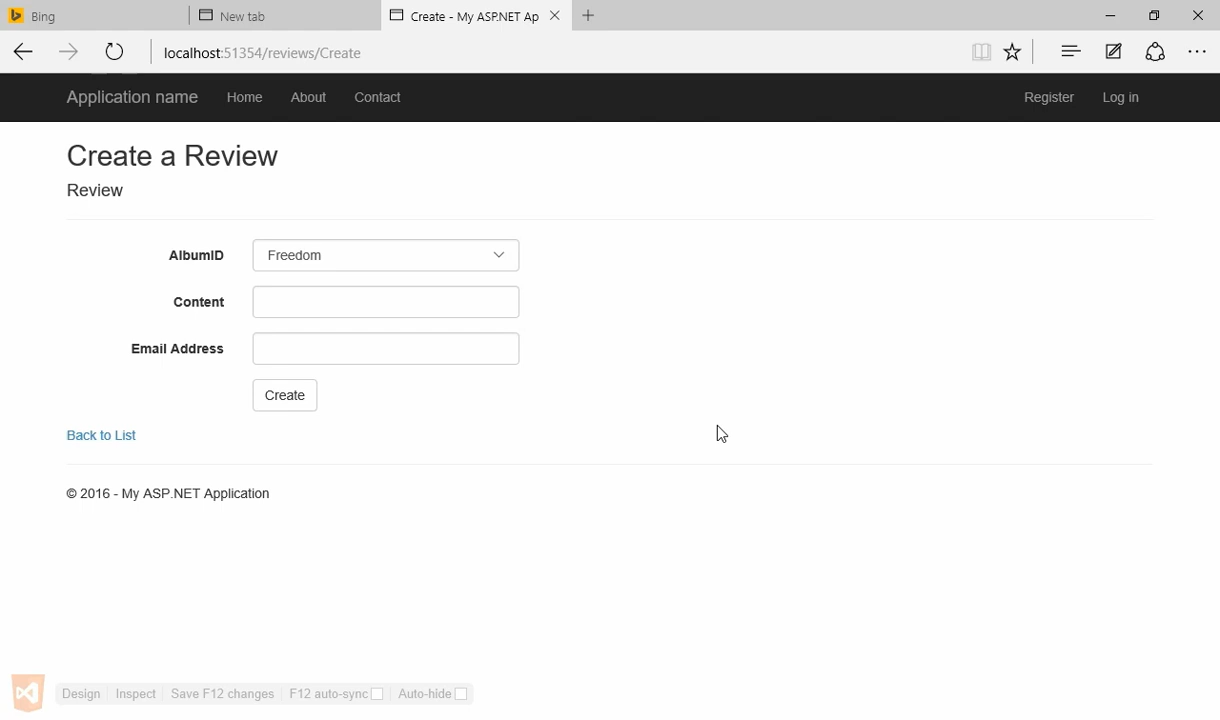 Bing
New tab
Create - My ASP.NET Ap
localhost:51354/reviews/Create
Application name Home About Contact Register Log in
Create a Review
Review
AlbumID Freedom
Content
Email Address
Create
Back to List
© 2016 - My ASP.NET Application
Design Inspect Save F12 changes F12 auto-sync Auto-hide